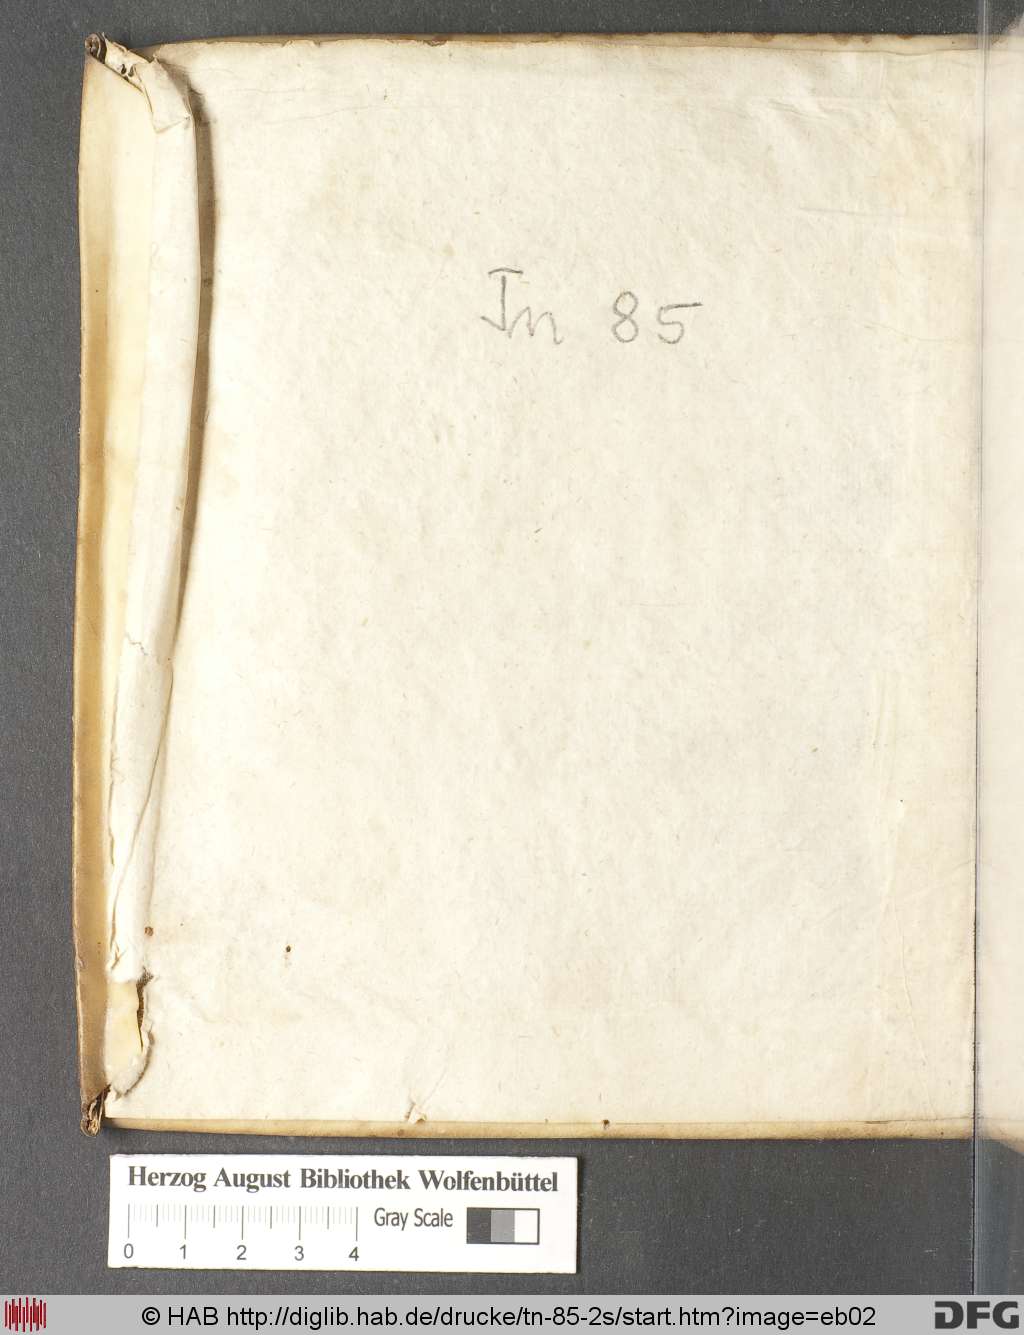 Tn 85
Herzog August Bibliothek Wolfenbüttel
Gray Scale
0 1 2 3 4
© HAB http://diglib.hab.de/drucke/tn-85-2s/start.htm?image=eb02
DFG